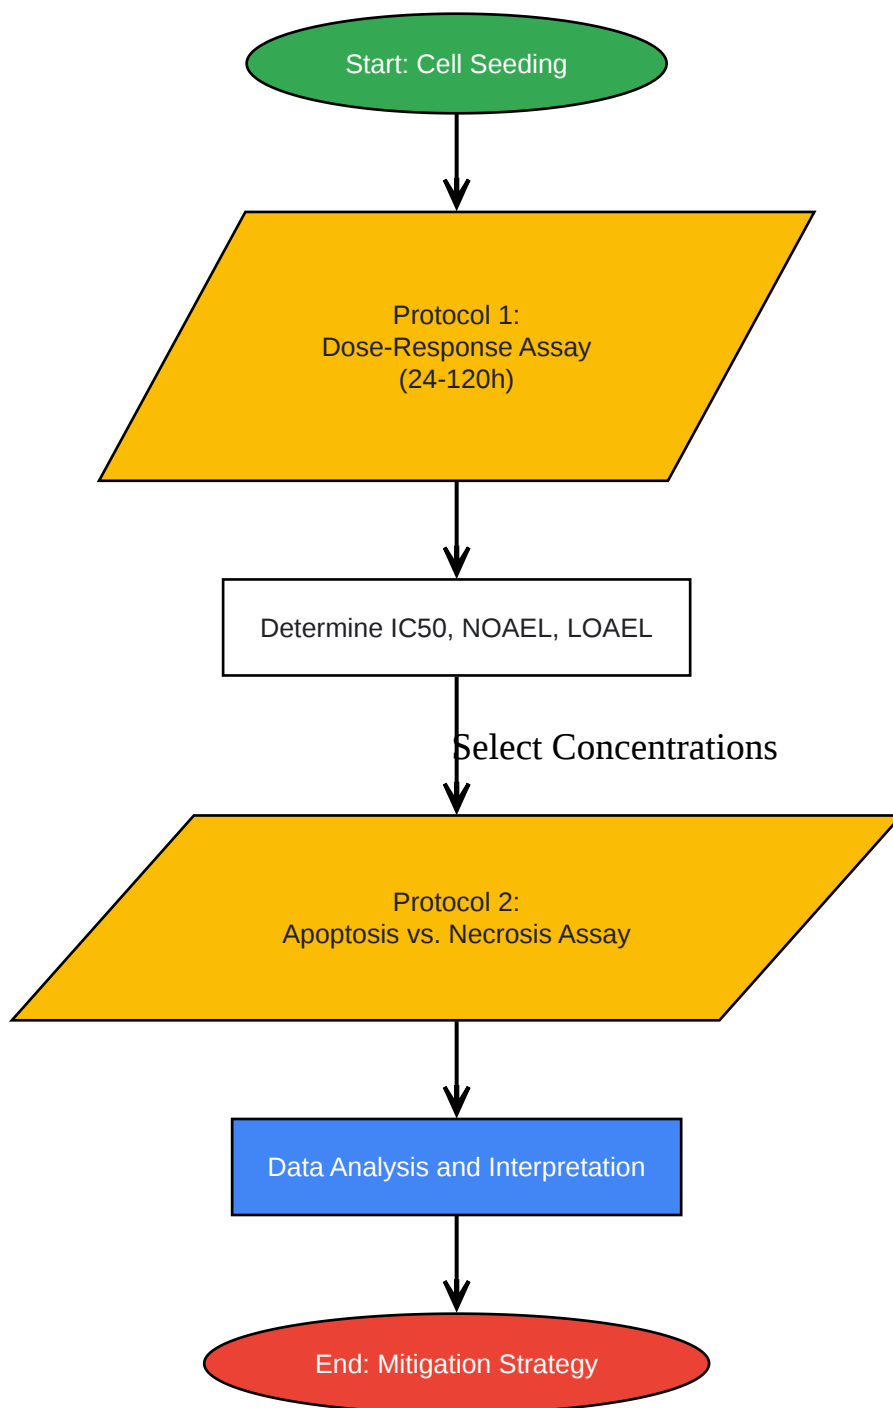 Start: Cell Seeding
Protocol 1:
Dose-Response Assay
(24-120h)
Determine IC50, NOAEL, LOAEL
Select Concentrations
Protocol 2:
Apoptosis vs. Necrosis Assay
Data Analysis and Interpretation
End: Mitigation Strategy